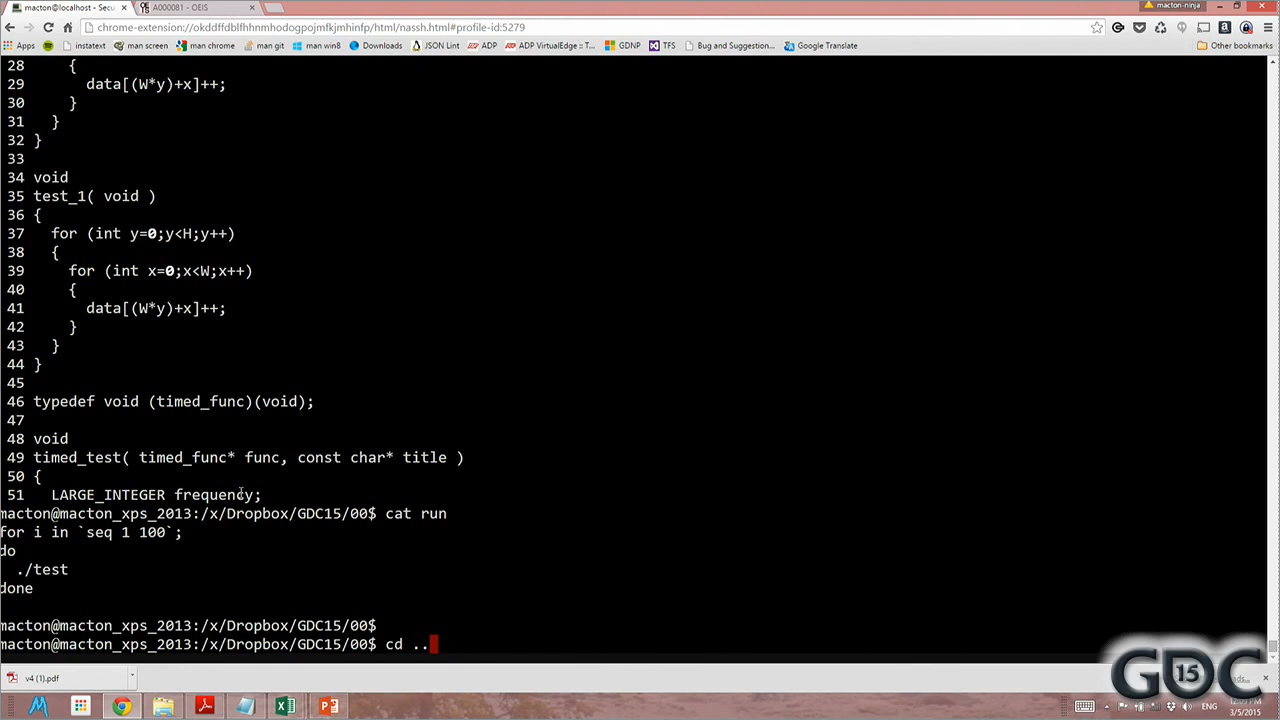 macton@localhost - Secu
A000081 - OEIS
macton-ninja
chrome-extension://okddffdblfhhnmhodogpojmfkjmhinfp/html/nassh.html#profile-id:5279
Apps
instatext
man screen
man chrome
man git
man win8
Downloads
JSON Lint
ADP
ADP VirtualEdge = T...
GDNP
TFS
Bug and Suggestion...
Google Translate
Other bookmarks
28     {
29       data[(W*y)+x]++;
30     }
31   }
32 }
33
34 void
35 test_1( void )
36 {
37   for (int y=0;y<H;y++)
38   {
39     for (int x=0;x<W;x++)
40     {
41       data[(W*y)+x]++;
42     }
43   }
44 }
45
46 typedef void (timed_func)(void);
47
48 void
49 timed_test( timed_func* func, const char* title )
50 {
51   LARGE_INTEGER frequency;
macton@macton_xps_2013:/x/Dropbox/GDC15/00$ cat run
for i in `seq 1 100`;
do
  ./test
done
macton@macton_xps_2013:/x/Dropbox/GDC15/00$
macton@macton_xps_2013:/x/Dropbox/GDC15/00$ cd ..
v4 (1).pdf
GDC 15
ENG
3/5/2015